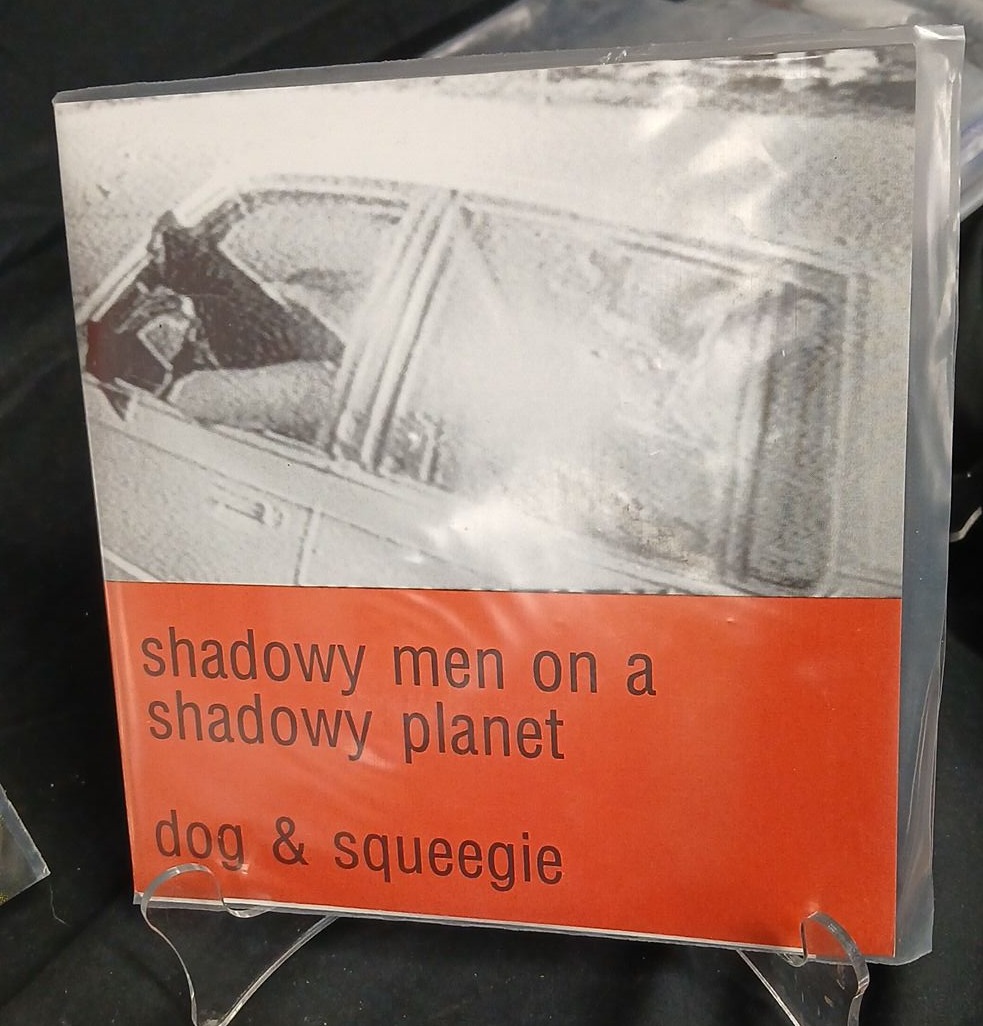 shadowy men on a
shadowy planet
dog & squeegie